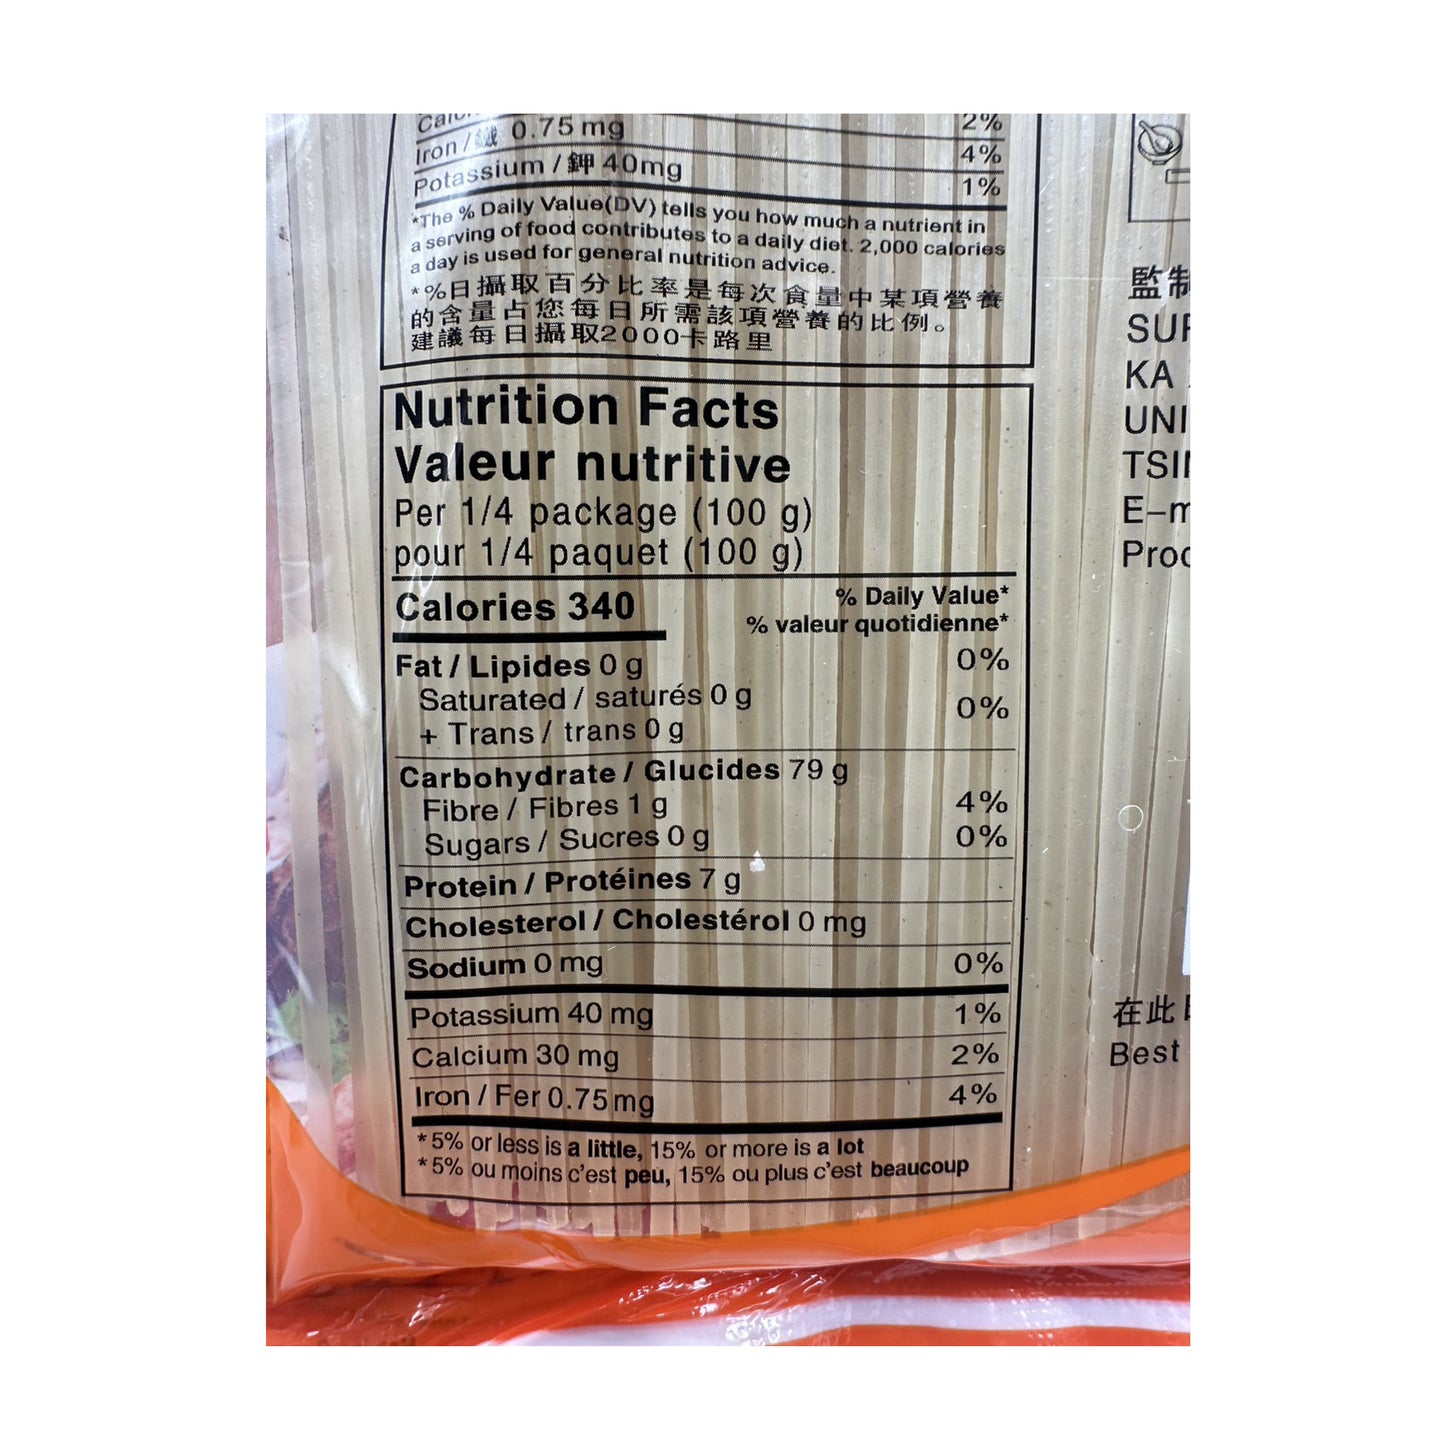 2%
Iron / 鐵 0.75 mg 4%
Potassium / 鉀 40mg 1%
*The % Daily Value(DV) tells you how much a nutrient in
a serving of food contributes to a daily diet. 2,000 calories
a day is used for general nutrition advice.
*%日攝取百分比率是每次食量中某項營養
的含量占您每日所需該項營養的比例。
建議每日攝取2000卡路里
Nutrition Facts
Valeur nutritive
Per 1/4 package (100 g)
pour 1/4 paquet (100 g)
Calories 340
% Daily Value*
% valeur quotidienne*
Fat / Lipides 0 g 0%
Saturated / saturés 0 g
+ Trans / trans 0 g 0%
Carbohydrate / Glucides 79 g
Fibre / Fibres 1 g 4%
Sugars / Sucres 0 g 0%
Protein / Protéines 7 g
Cholesterol / Cholestérol 0 mg
Sodium 0 mg 0%
Potassium 40 mg 1%
Calcium 30 mg 2%
Iron / Fer 0.75 mg 4%
*5% or less is a little, 15% or more is a lot
*5% ou moins c'est peu, 15% ou plus c'est beaucoup
監制
KA
UNI
E-m
在此
Best